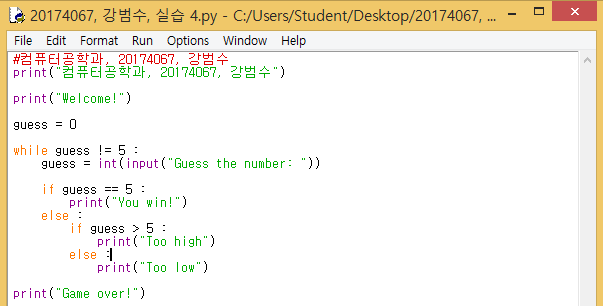 20174067, 강범수, 실습 4.py - C:/Users/Student/Desktop/20174067, ...
File Edit Format Run Options Window Help
#컴퓨터공학과, 20174067, 강범수
print("컴퓨터공학과, 20174067, 강범수")
print("Welcome!")
guess = 0
while guess != 5 :
guess = int(input("Guess the number: "))
if guess == 5 :
print("You win!")
else :
if guess > 5 :
print("Too high")
else :
print("Too low")
print("Game over!")